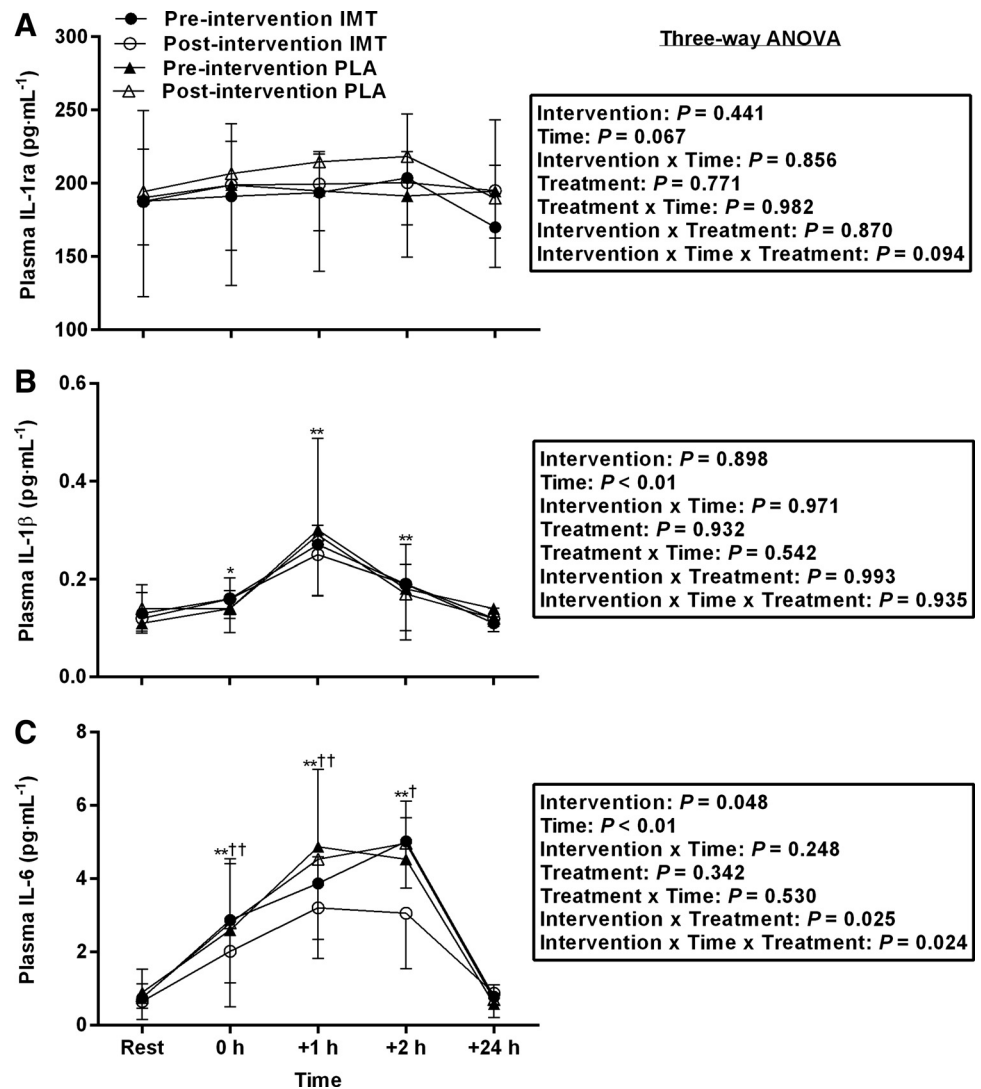 A
Pre-intervention IMT
Post-intervention IMT
Pre-intervention PLA
Post-intervention PLA
Three-way ANOVA
Plasma IL-1ra (pg·mL-1)
300
250
200
150
100
Intervention: P = 0.441
Time: P = 0.067
Intervention x Time: P = 0.856
Treatment: P = 0.771
Treatment x Time: P = 0.982
Intervention x Treatment: P = 0.870
Intervention x Time x Treatment: P = 0.094
B
Plasma IL-1β (pg·mL-1)
0.6
0.4
0.2
0.0
*
**
**
Intervention: P = 0.898
Time: P < 0.01
Intervention x Time: P = 0.971
Treatment: P = 0.932
Treatment x Time: P = 0.542
Intervention x Treatment: P = 0.993
Intervention x Time x Treatment: P = 0.935
C
Plasma IL-6 (pg·mL-1)
8
6
4
2
0
**††
**††
**†
Intervention: P = 0.048
Time: P < 0.01
Intervention x Time: P = 0.248
Treatment: P = 0.342
Treatment x Time: P = 0.530
Intervention x Treatment: P = 0.025
Intervention x Time x Treatment: P = 0.024
Rest 0 h +1 h +2 h +24 h
Time